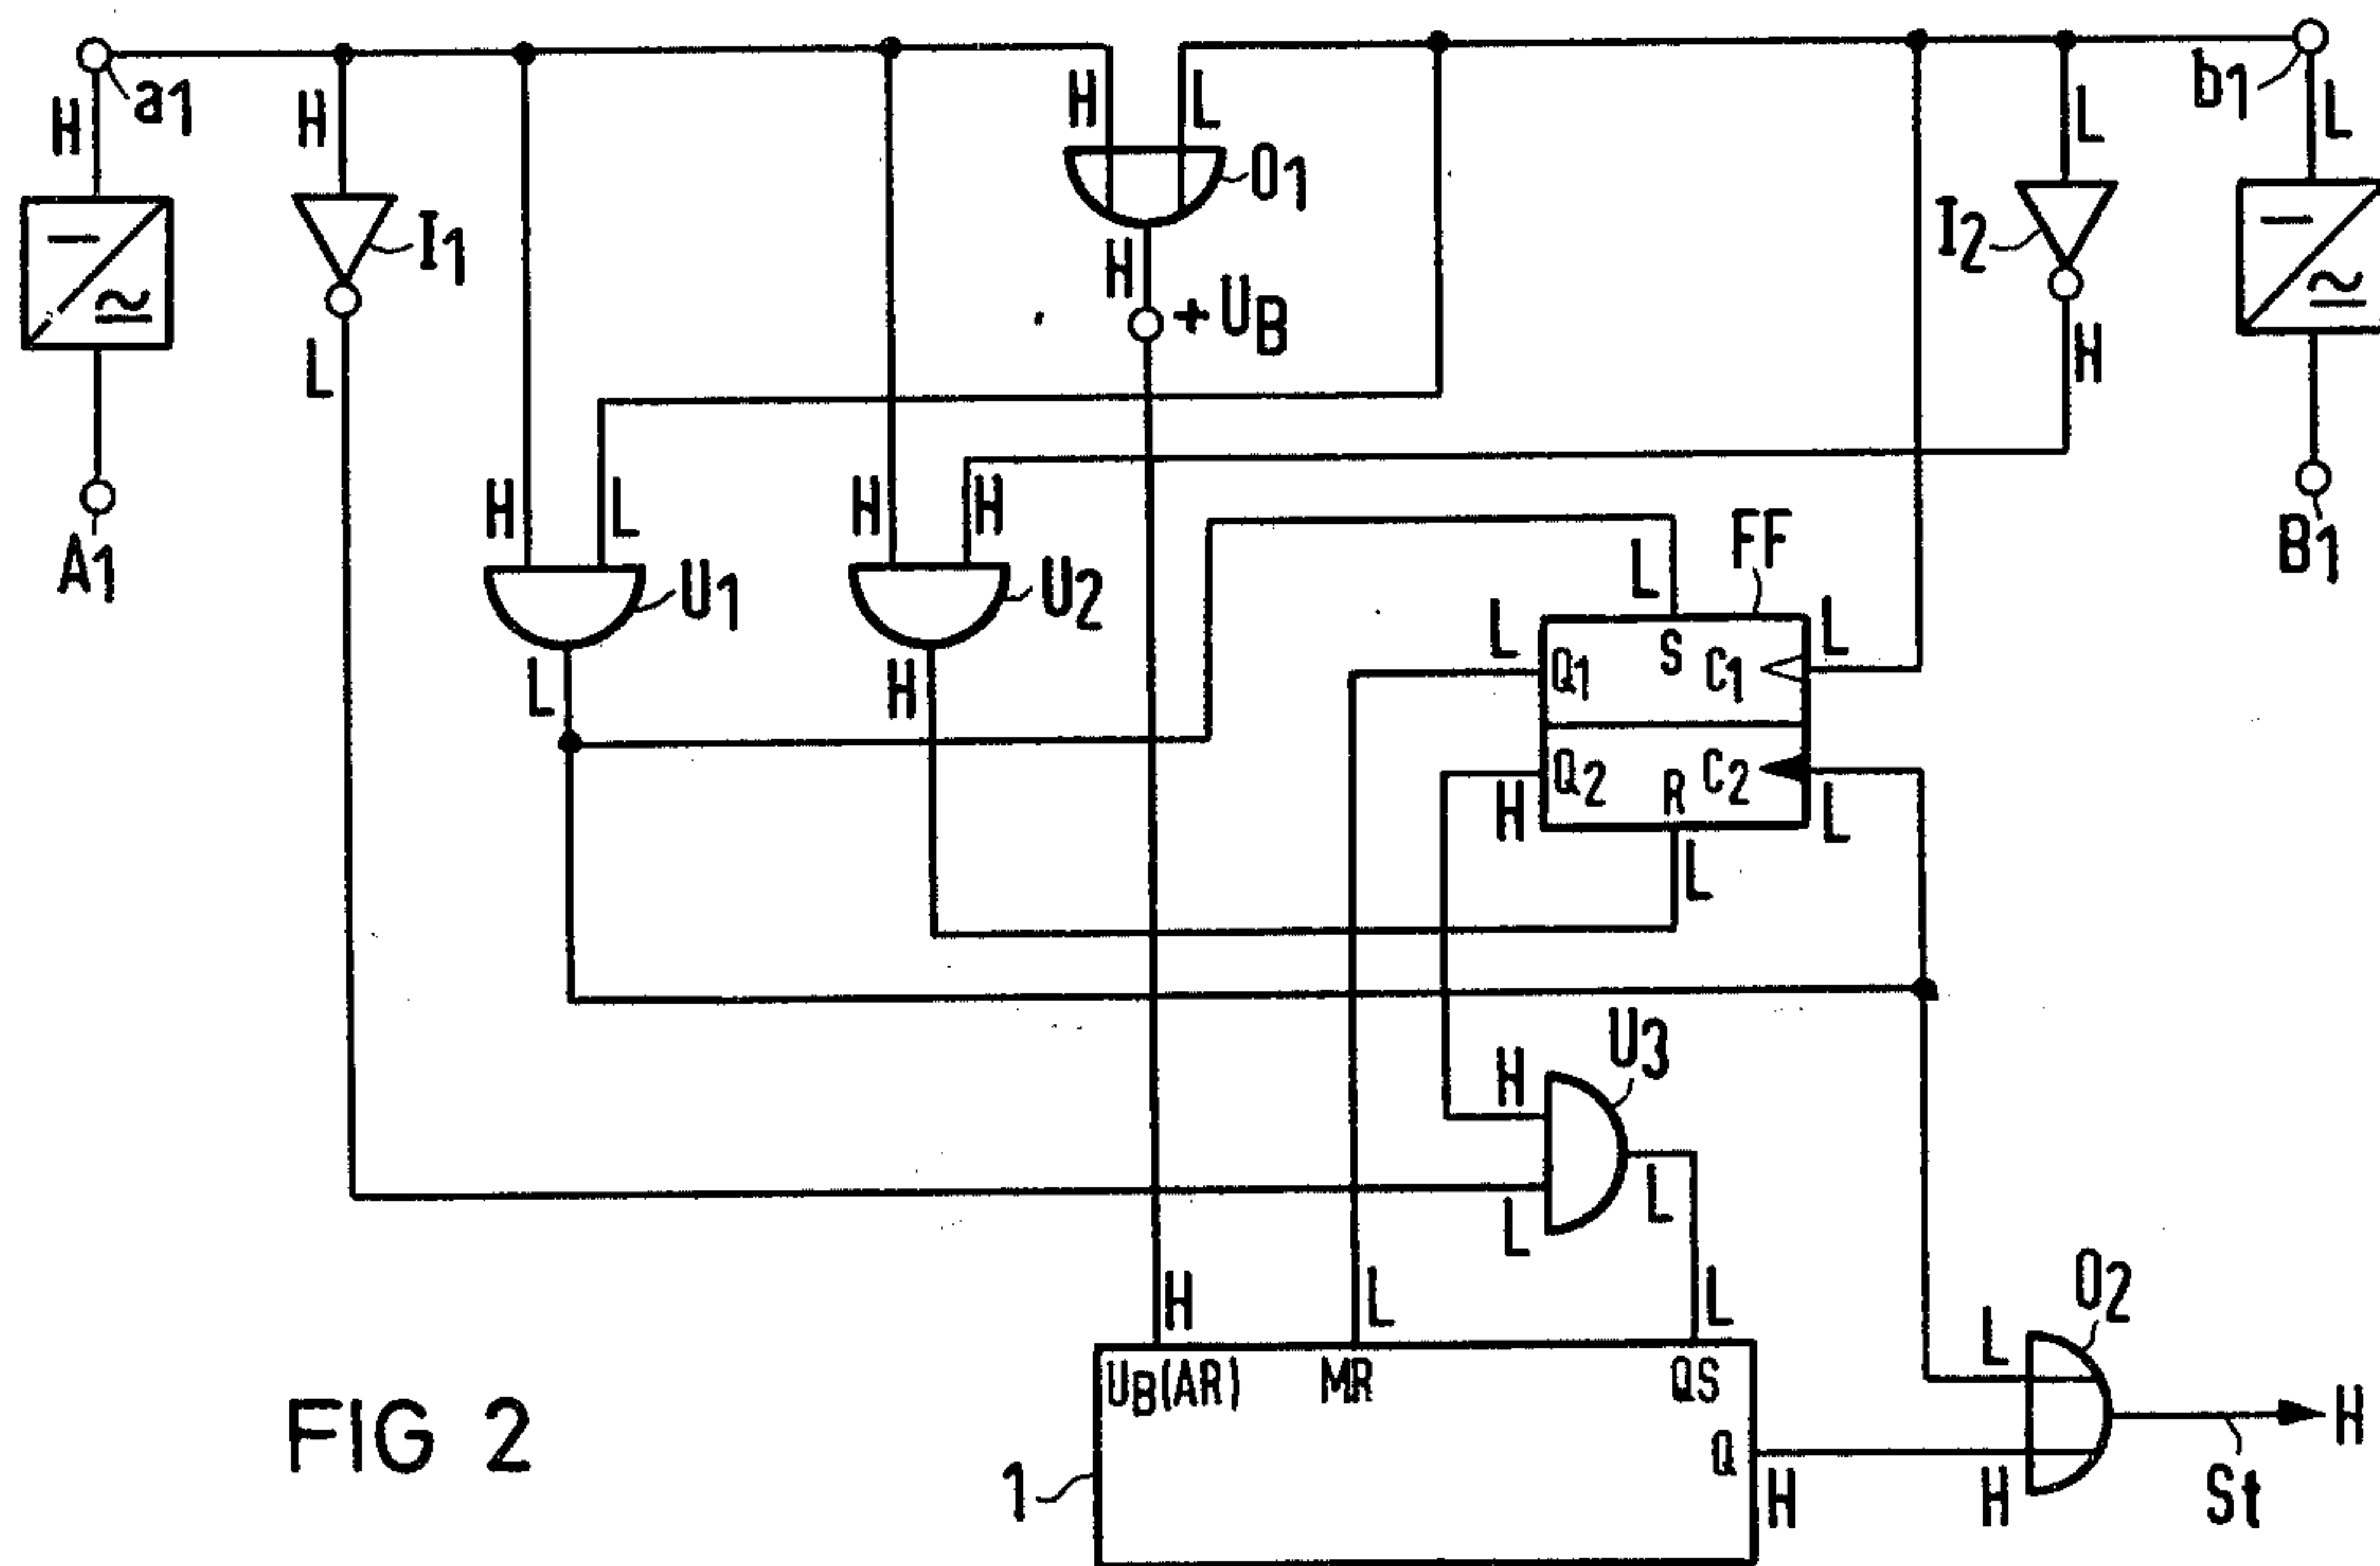 a1 H L b1
H H H L L L
O1
I1 I2
H + UB
L H
H L H H
A1 U1 U2 L FF B1
L L
Q1 S C1
L H
Q2 R C2
H L
L
U3
H
L L
O2
H L L L
UB(AR) MR QS
H
Q
FIG 2 1 H H St